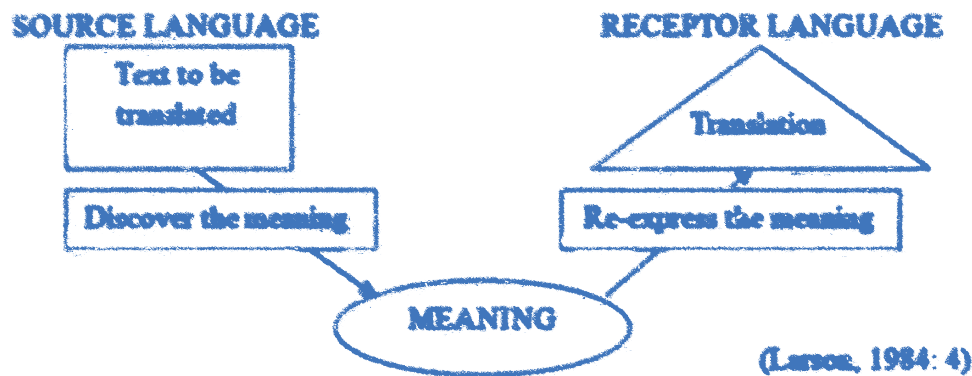 SOURCE LANGUAGE
RECEPTOR LANGUAGE
Text to be
translated
Translation
Discover the meaning
Re-express the meaning
MEANING
(Larson, 1984: 4)